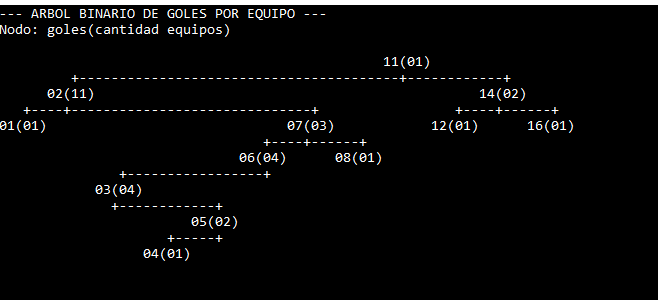 --- ARBOL BINARIO DE GOLES POR EQUIPO ---
Nodo: goles(cantidad equipos)
11(01)
02(11) 14(02)
01(01) 07(03) 12(01) 16(01)
06(04) 08(01)
03(04)
05(02)
04(01)